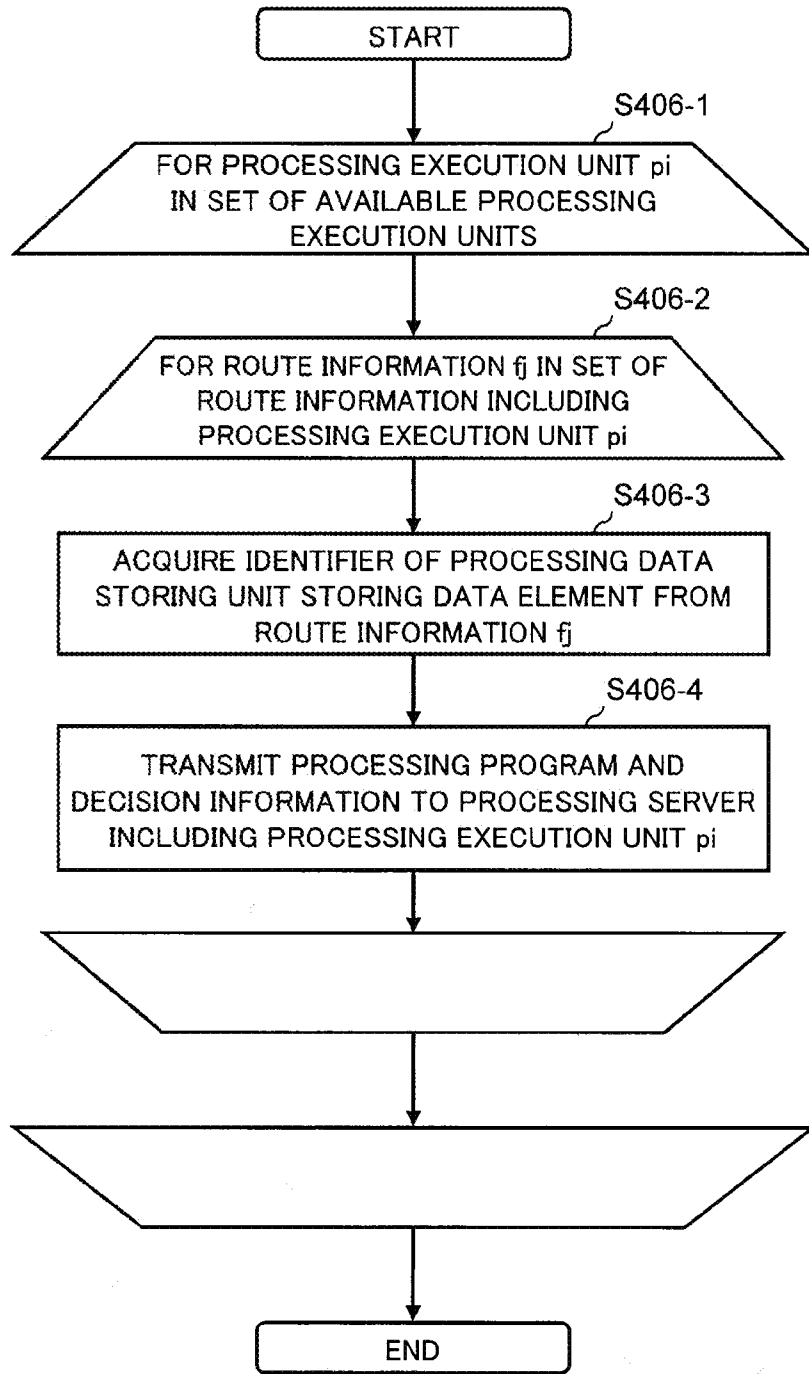 START
S406-1
FOR PROCESSING EXECUTION UNIT pi
IN SET OF AVAILABLE PROCESSING
EXECUTION UNITS
S406-2
FOR ROUTE INFORMATION fj IN SET OF
ROUTE INFORMATION INCLUDING
PROCESSING EXECUTION UNIT pi
S406-3
ACQUIRE IDENTIFIER OF PROCESSING DATA
STORING UNIT STORING DATA ELEMENT FROM
ROUTE INFORMATION fj
S406-4
TRANSMIT PROCESSING PROGRAM AND
DECISION INFORMATION TO PROCESSING SERVER
INCLUDING PROCESSING EXECUTION UNIT pi
END